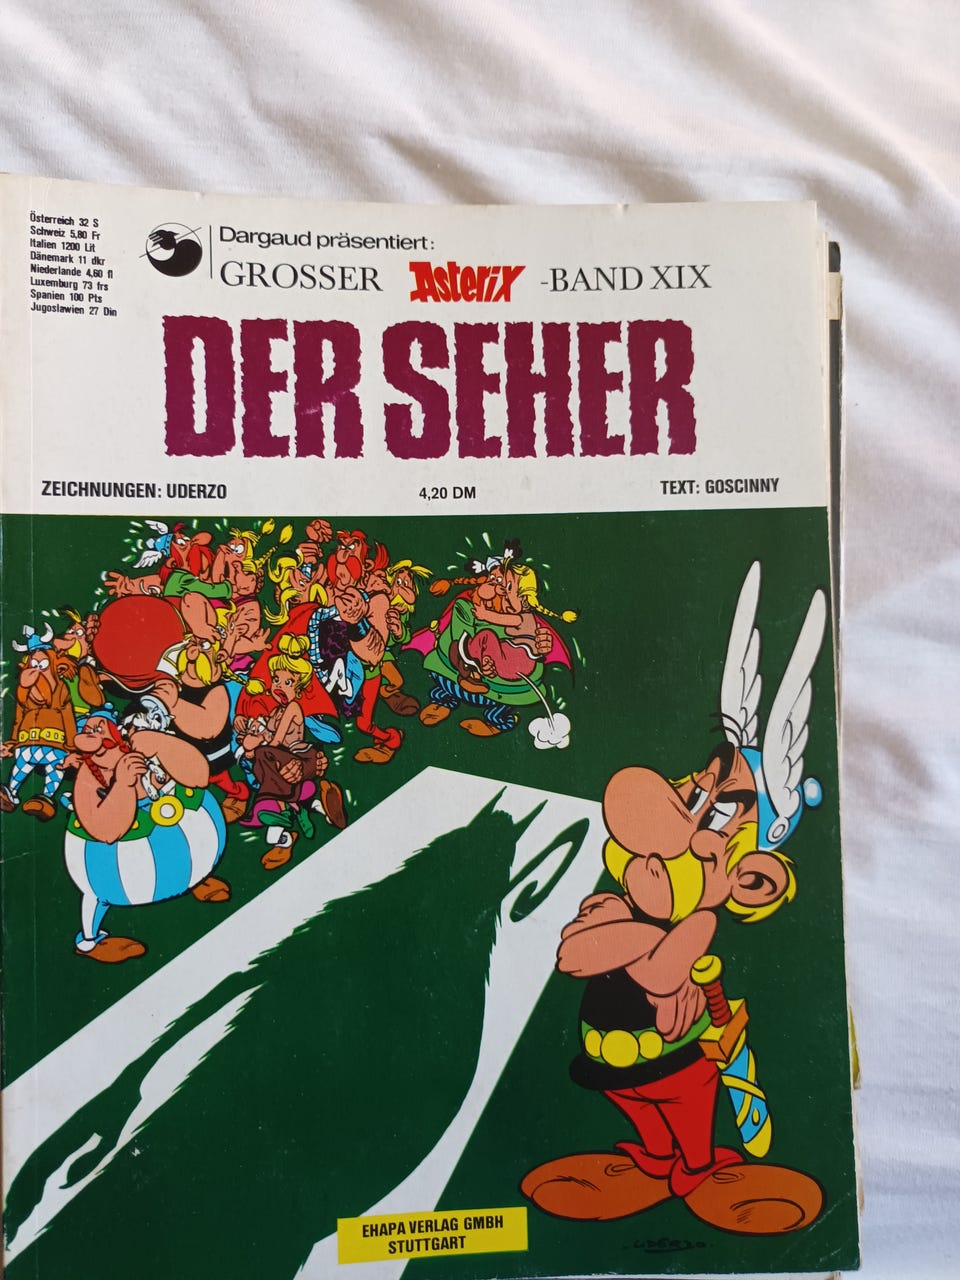 Österreich 32 S
Schweiz 5,80 Fr
Italien 1200 Lit
Dänemark 11 dkr
Niederlande 4,60 fl
Luxemburg 73 frs
Spanien 100 Pts
Jugoslawien 27 Din
Dargaud präsentiert:
GROSSER Asterix -BAND XIX
DER SEHER
ZEICHNUNGEN: UDERZO 4,20 DM TEXT: GOSCINNY
EHAPA VERLAG GMBH
STUTTGART
UDERZO